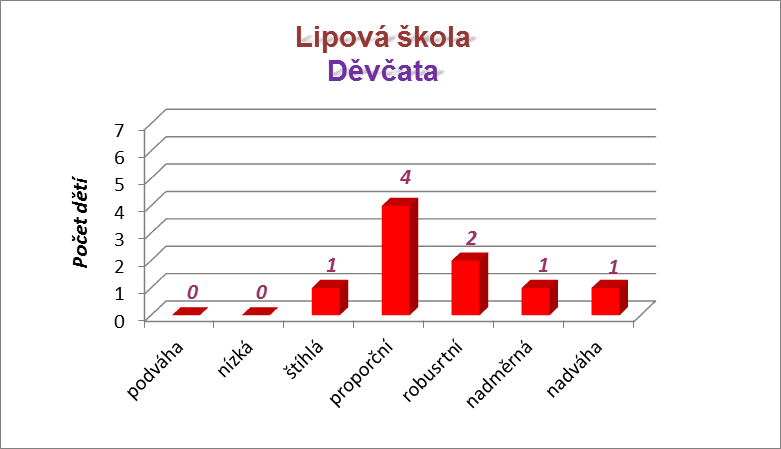 Lipová škola
Děvčata
Počet dětí
7
6
5
4
3
2
1
0
0
0
1
4
2
1
1
podváha
nízká
štíhlá
proporční
robusrtní
nadměrná
nadváha